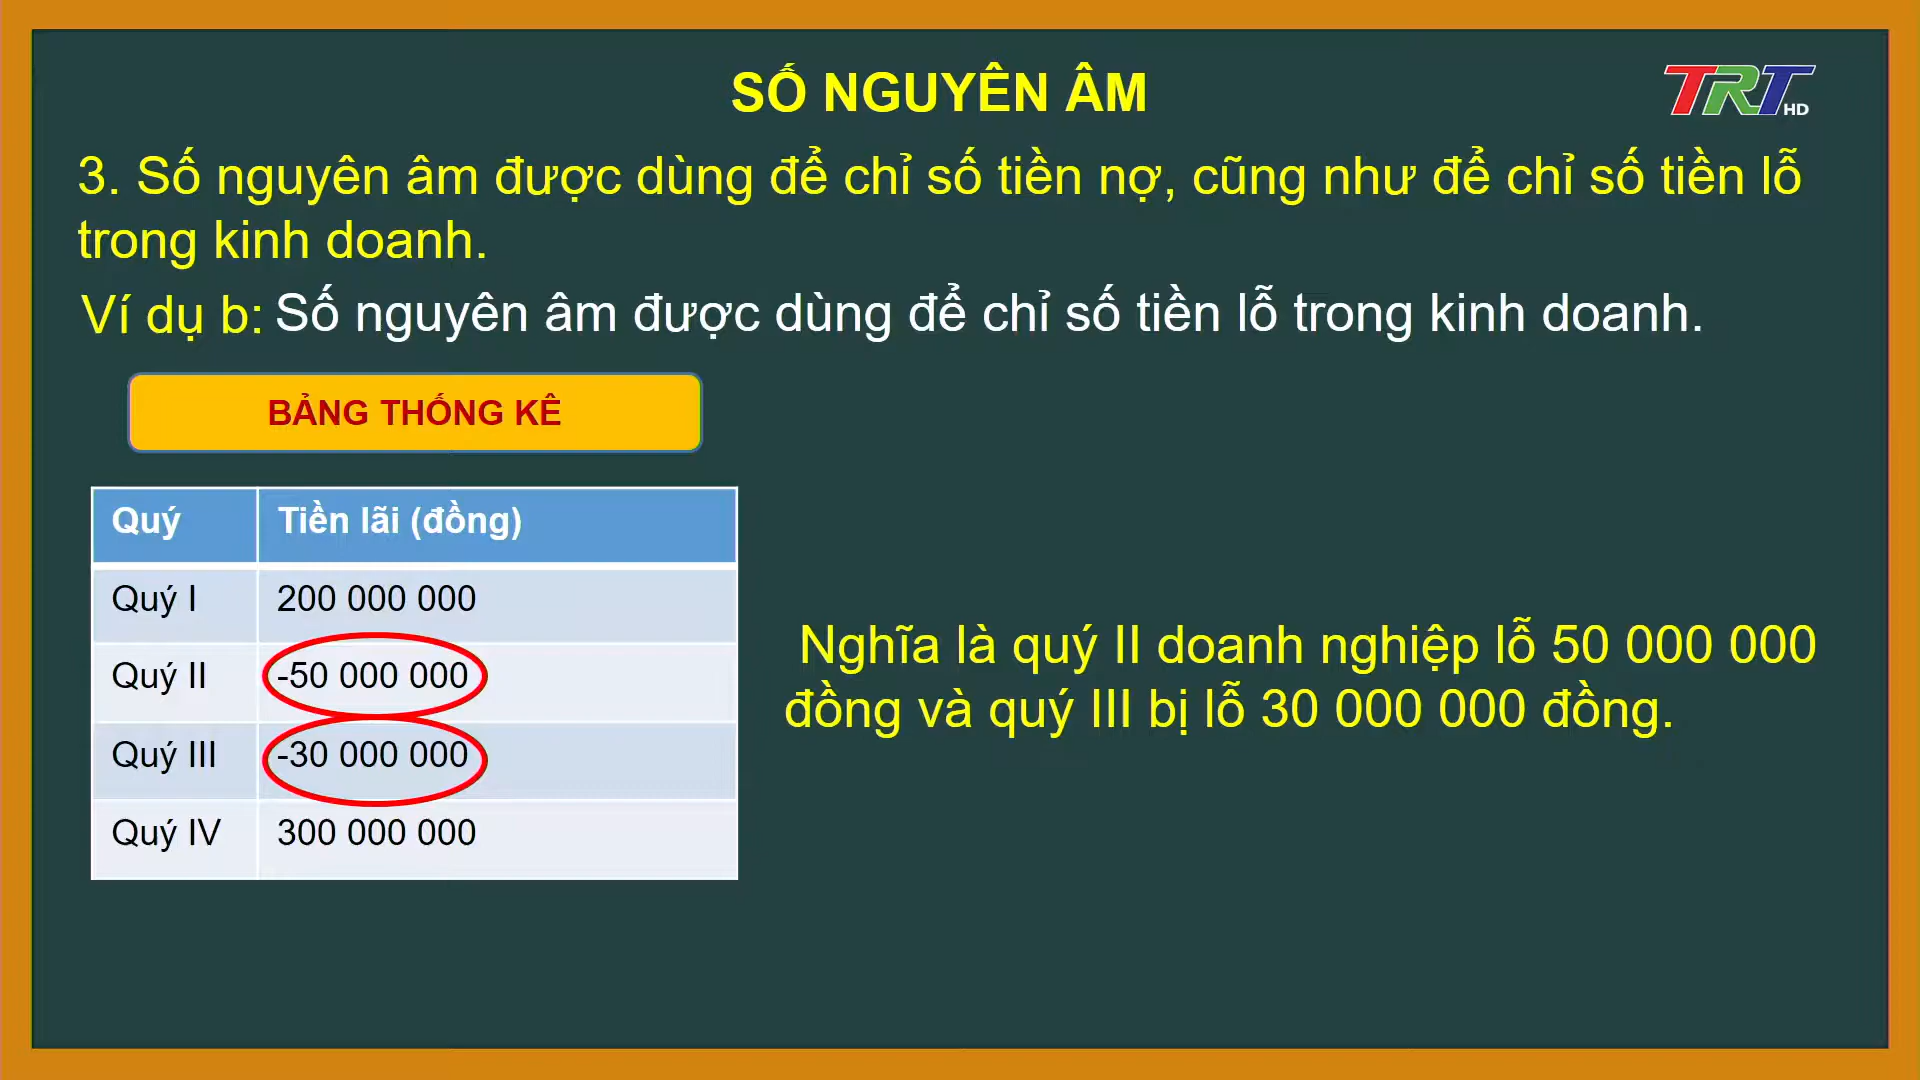 SỐ NGUYÊN ÂM
TRT HD
3. Số nguyên âm được dùng để chỉ số tiền nợ, cũng như để chỉ số tiền lỗ
trong kinh doanh.
Ví dụ b: Số nguyên âm được dùng để chỉ số tiền lỗ trong kinh doanh.
BẢNG THỐNG KÊ
Quý Tiền lãi (đồng)
Quý I 200 000 000
Quý II -50 000 000
Quý III -30 000 000
Quý IV 300 000 000
Nghĩa là quý II doanh nghiệp lỗ 50 000 000
đồng và quý III bị lỗ 30 000 000 đồng.